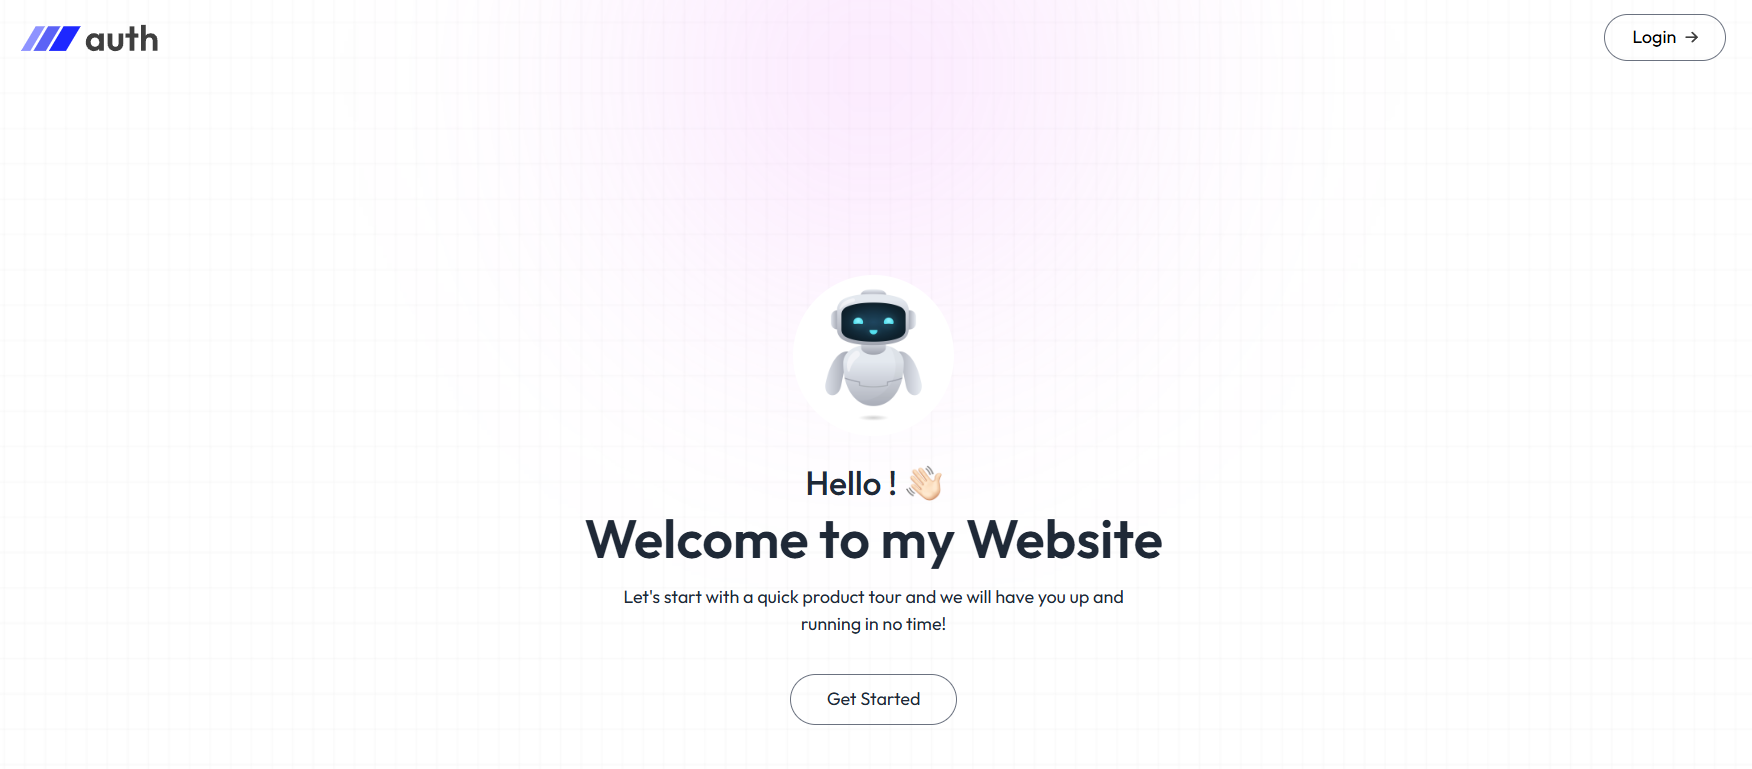 auth
Login →
Hello ! 👋🏻
Welcome to my Website
Let's start with a quick product tour and we will have you up and
running in no time!
Get Started